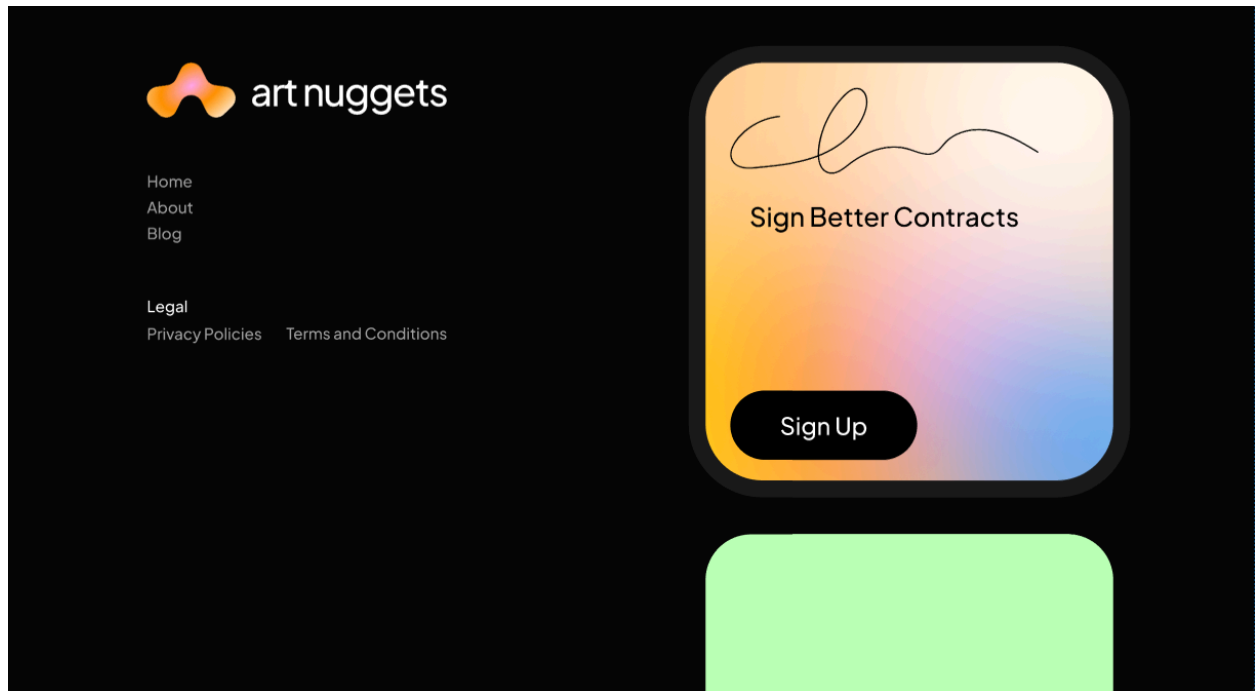 art nuggets
Home
About
Blog
Legal
Privacy Policies Terms and Conditions
Sign Better Contracts
Sign Up